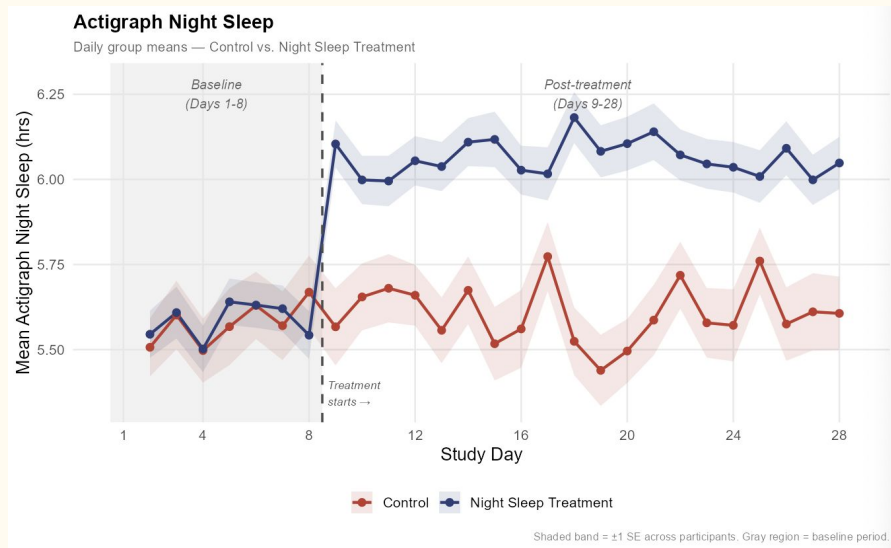 Actigraph Night Sleep
Daily group means — Control vs. Night Sleep Treatment
Baseline
(Days 1-8)
Post-treatment
(Days 9-28)
6.25
6.00
5.75
5.50
Mean Actigraph Night Sleep (hrs)
Treatment
starts →
1 4 8 12 16 20 24 28
Study Day
Control Night Sleep Treatment
Shaded band = ±1 SE across participants. Gray region = baseline period.